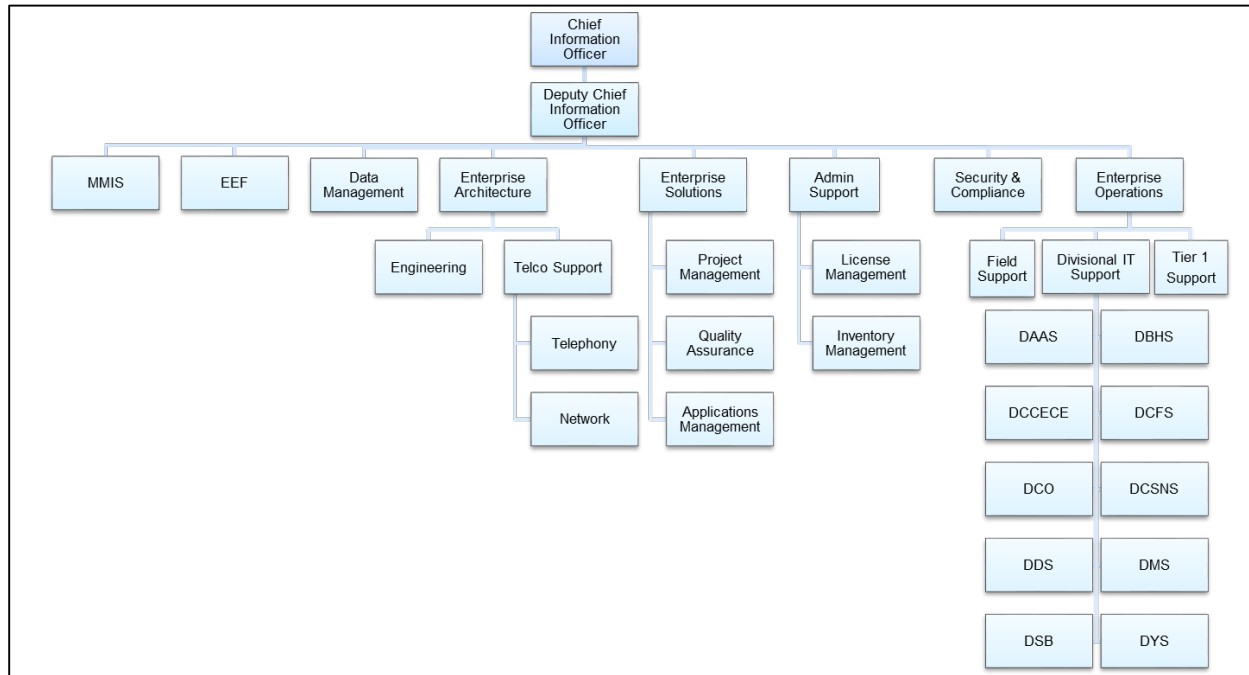 Chief
Information
Officer
Deputy Chief
Information
Officer
MMIS
EEF
Data
Management
Enterprise
Architecture
Enterprise
Solutions
Admin
Support
Security &
Compliance
Enterprise
Operations
Engineering
Telco Support
Project
Management
License
Management
Field
Support
Divisional IT
Support
Tier 1
Support
Telephony
Quality
Assurance
Inventory
Management
DAAS
DBHS
Network
Applications
Management
DCCECE
DCFS
DCO
DCSNS
DDS
DMS
DSB
DYS